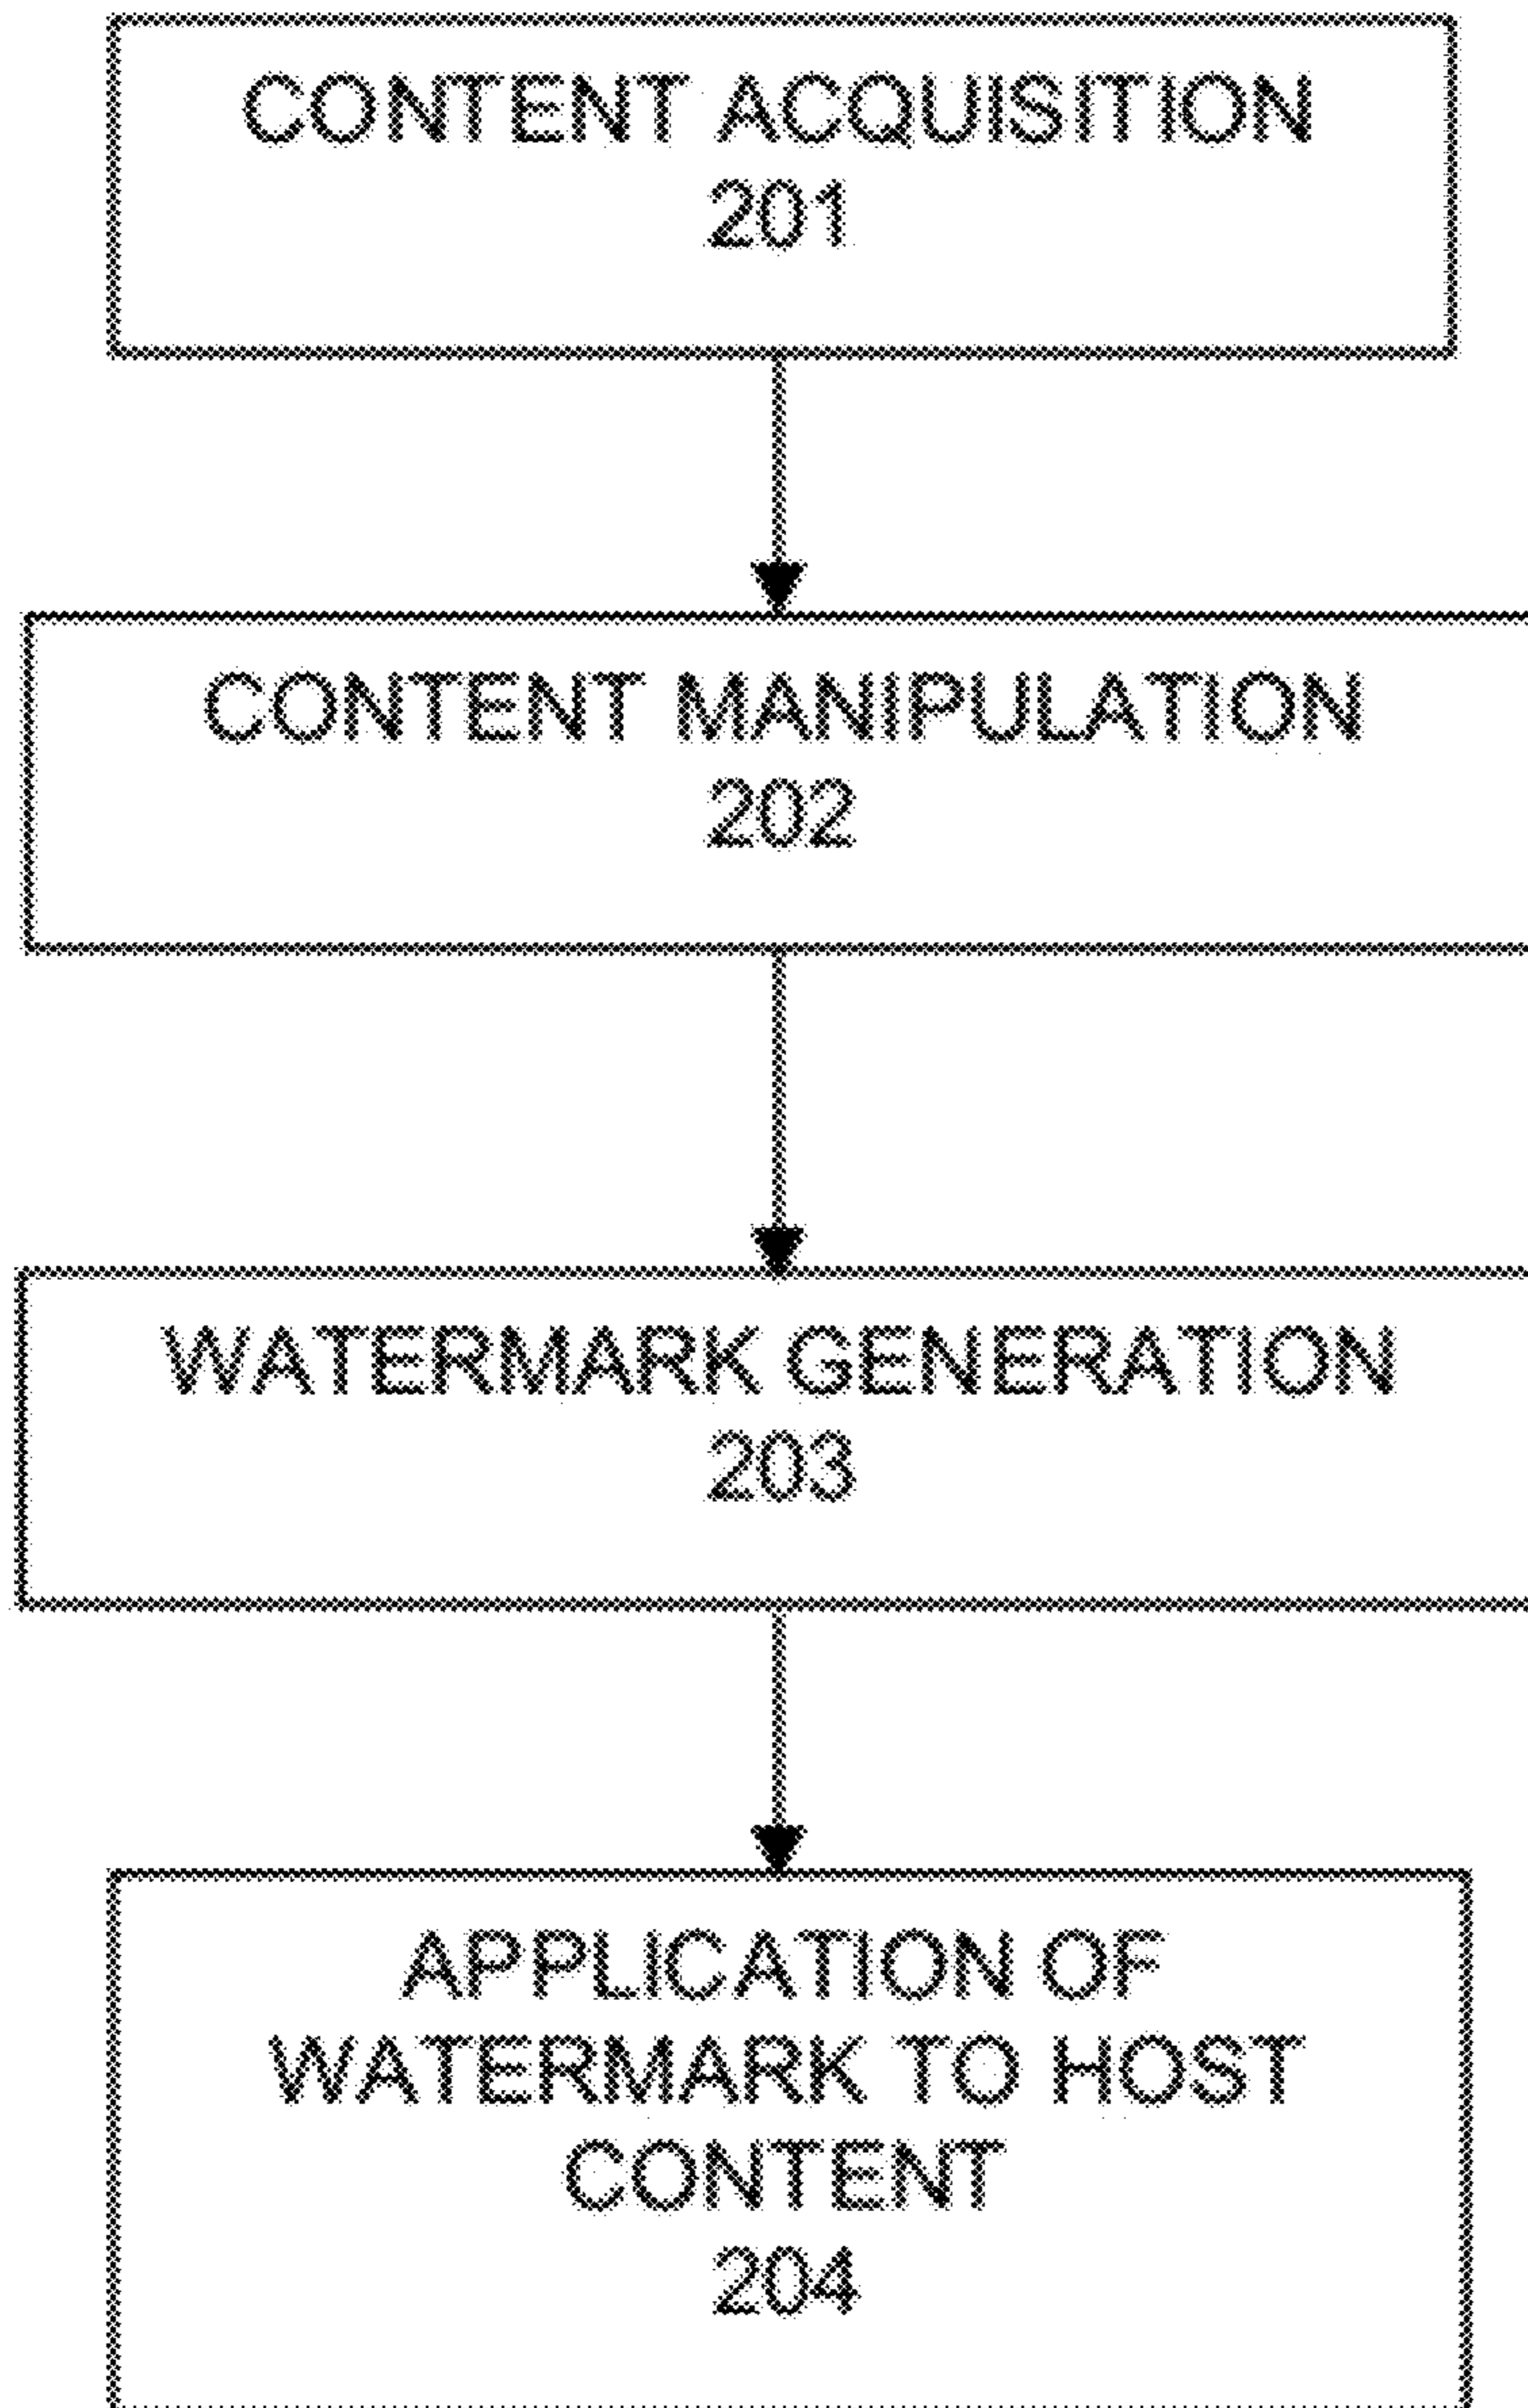 CONTENT ACQUISITION
201
CONTENT MANIPULATION
202
WATERMARK GENERATION
203
APPLICATION OF
WATERMARK TO HOST
CONTENT
204